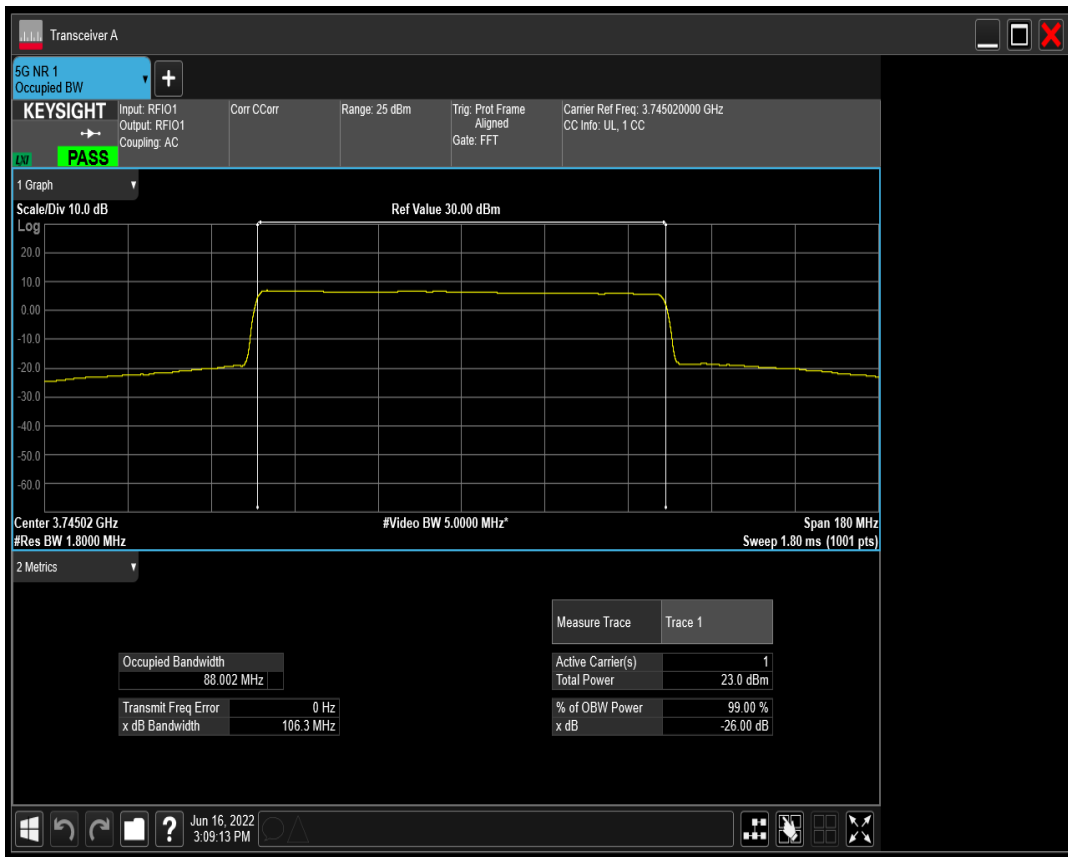 Transceiver A
5G NR 1
Occupied BW
KEYSIGHT
LXI
PASS
Input: RFIO1
Output: RFIO1
Coupling: AC
Corr CCorr
Range: 25 dBm
Trig: Prot Frame
Aligned
Gate: FFT
Carrier Ref Freq: 3.745020000 GHz
CC Info: UL, 1 CC
1 Graph
Scale/Div 10.0 dB
Ref Value 30.00 dBm
Log
20.0
10.0
0.00
-10.0
-20.0
-30.0
-40.0
-50.0
-60.0
Center 3.74502 GHz
#Video BW 5.0000 MHz*
Span 180 MHz
#Res BW 1.8000 MHz
Sweep 1.80 ms (1001 pts)
2 Metrics
Measure Trace Trace 1
Occupied Bandwidth
88.002 MHz
Active Carrier(s) 1
Total Power 23.0 dBm
Transmit Freq Error 0 Hz
x dB Bandwidth 106.3 MHz
% of OBW Power 99.00 %
x dB -26.00 dB
?
Jun 16, 2022
3:09:13 PM